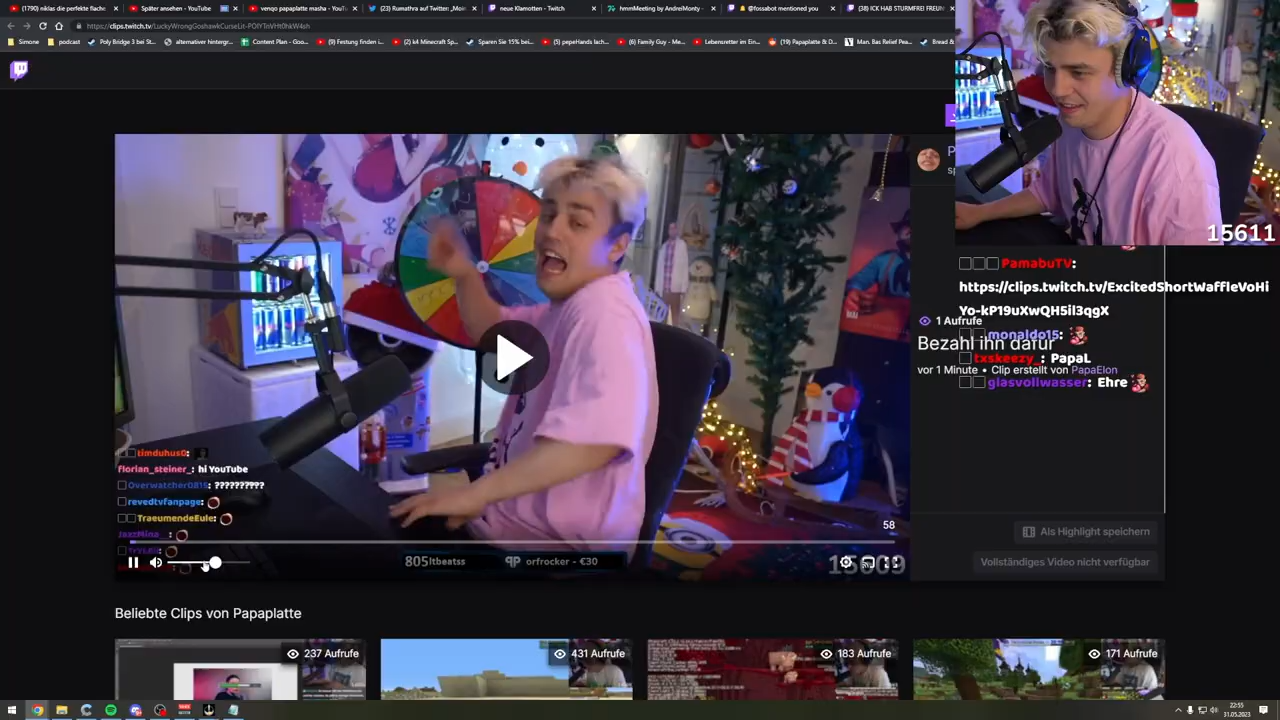 (1790) niklas die perfekte flache
Später ansehen - YouTube
venqo papaplatte masha - YouTu
(23) Rumathra auf Twitter: „Mo
neue Klamotten - Twitch
hmmMeeting by AndreiMonty
@fossabot mentioned you
(38) ICK HAB STURMFREI FREUN
clips.twitch.tv/LuckyWrongGoshawkCurseLit-
Simone
podcast
Poly Bridge 3 bei St...
alternativer hintergr...
Content Plan - Goo...
(9) Festung finden i...
(2) k4 Minecraft Sp...
Sparen Sie 15% bei...
(5) pepeHands lach...
(6) Family Guy - Me...
Lebensretter im Ein...
(19) Papaplatte & D...
Man. Bas Relief Pea...
Bread &
15611
PamabuTV:
https://clips.twitch.tv/ExcitedShortWaffleVoHi
Yo-kP19uXwQH5il3qgX
1 Aufrufe
monaldo15:
Bezahl ihn dafür
txskeezy_: PapaL
vor 1 Minute • Clip erstellt von PapaElon
glasvollwasser: Ehre
timduhus0:
florian_steiner_: hi YouTube
Overwatcher0815: ??????????
revedtvfanpage:
TraeumendeEule:
58
805ltbeatss
orfrocker - €30
15609
Als Highlight speichern
Vollständiges Video nicht verfügbar
Beliebte Clips von Papaplatte
237 Aufrufe
431 Aufrufe
183 Aufrufe
171 Aufrufe
22:55
31.05.2023